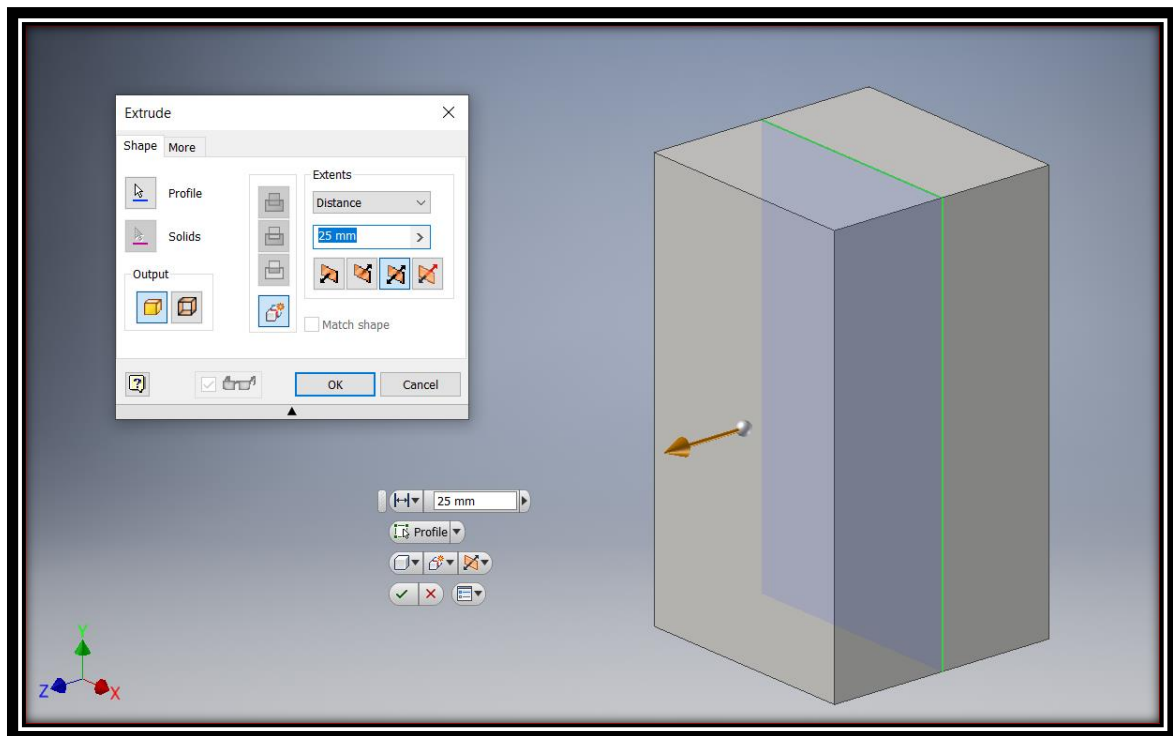 Extrude
Shape More
Profile
Solids
Output
Extents
Distance
25 mm
Match shape
OK Cancel
25 mm
Profile
Y
Z X